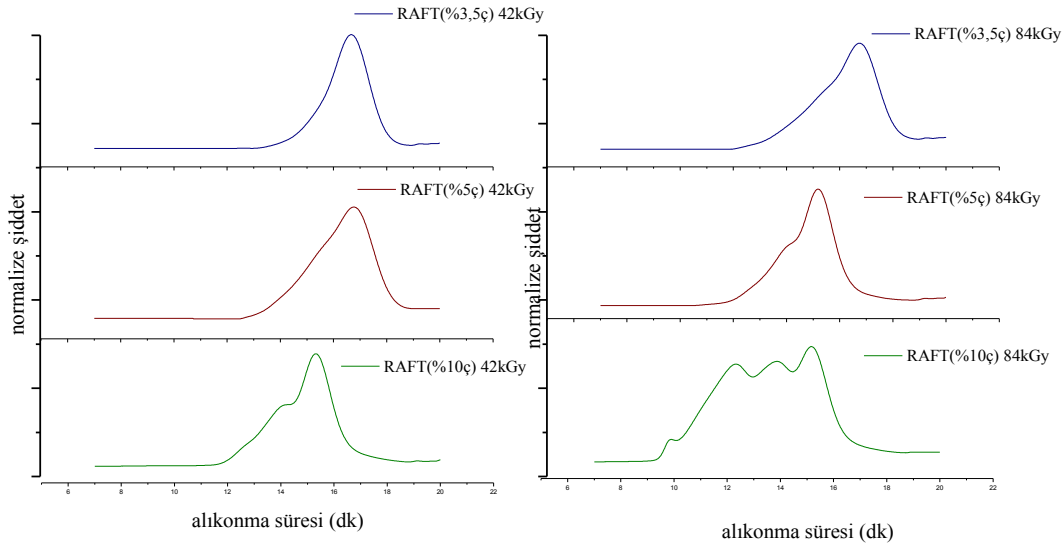 RAFT(%3,5ç) 42kGy
RAFT(%5ç) 42kGy
RAFT(%10ç) 42kGy
normalize şiddet
6 8 10 12 14 16 18 20 22
alıkonma süresi (dk)
RAFT(%3,5ç) 84kGy
RAFT(%5ç) 84kGy
RAFT(%10ç) 84kGy
normalize şiddet
6 8 10 12 14 16 18 20 22
alıkonma süresi (dk)